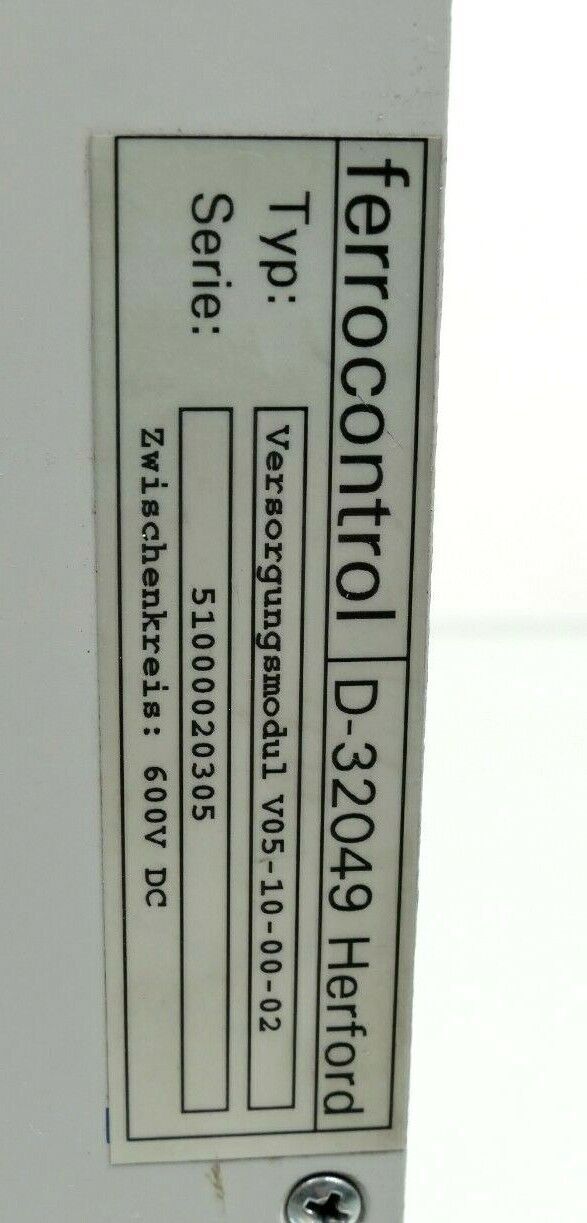 ferrocontrol D-32049 Herford
Typ: Versorgungsmodul V05-10-00-02
Serie: 51000020305
Zwischenkreis: 600V DC